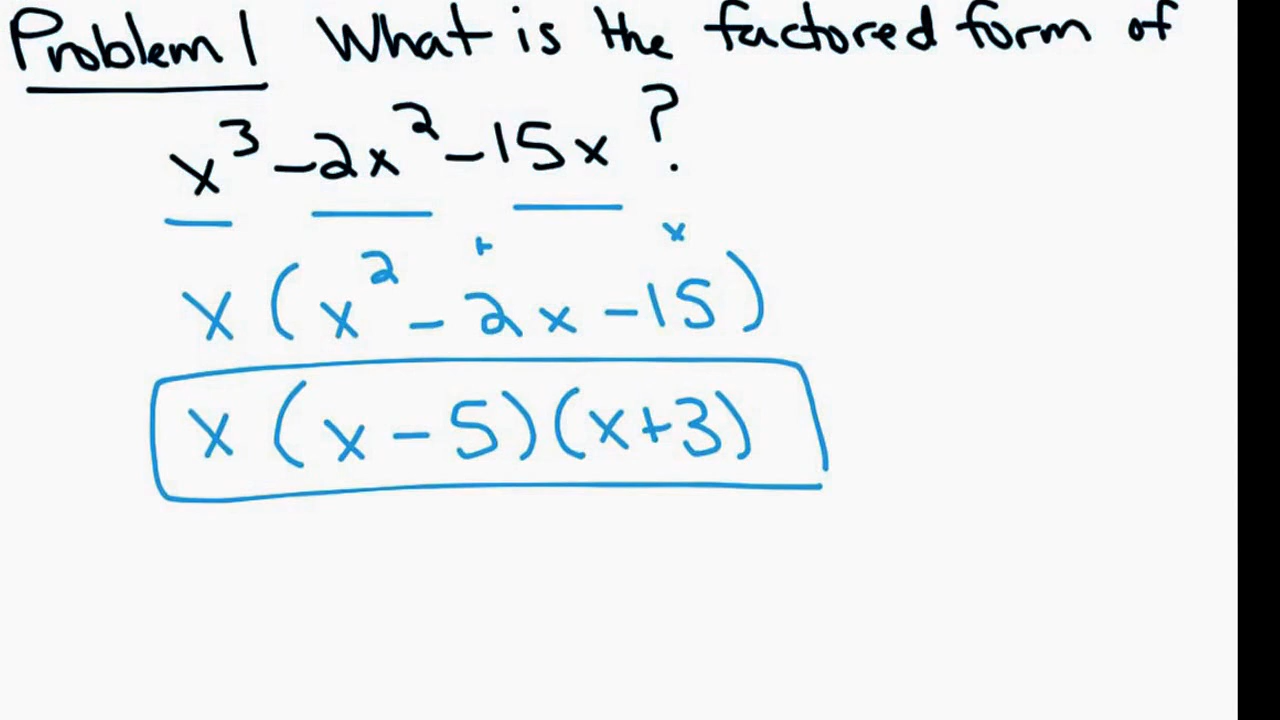 Problem 1 What is the factored form of
x³ – 2x² – 15x ?
+ x
x ( x² – 2x – 15 )
x ( x – 5 ) ( x + 3 )